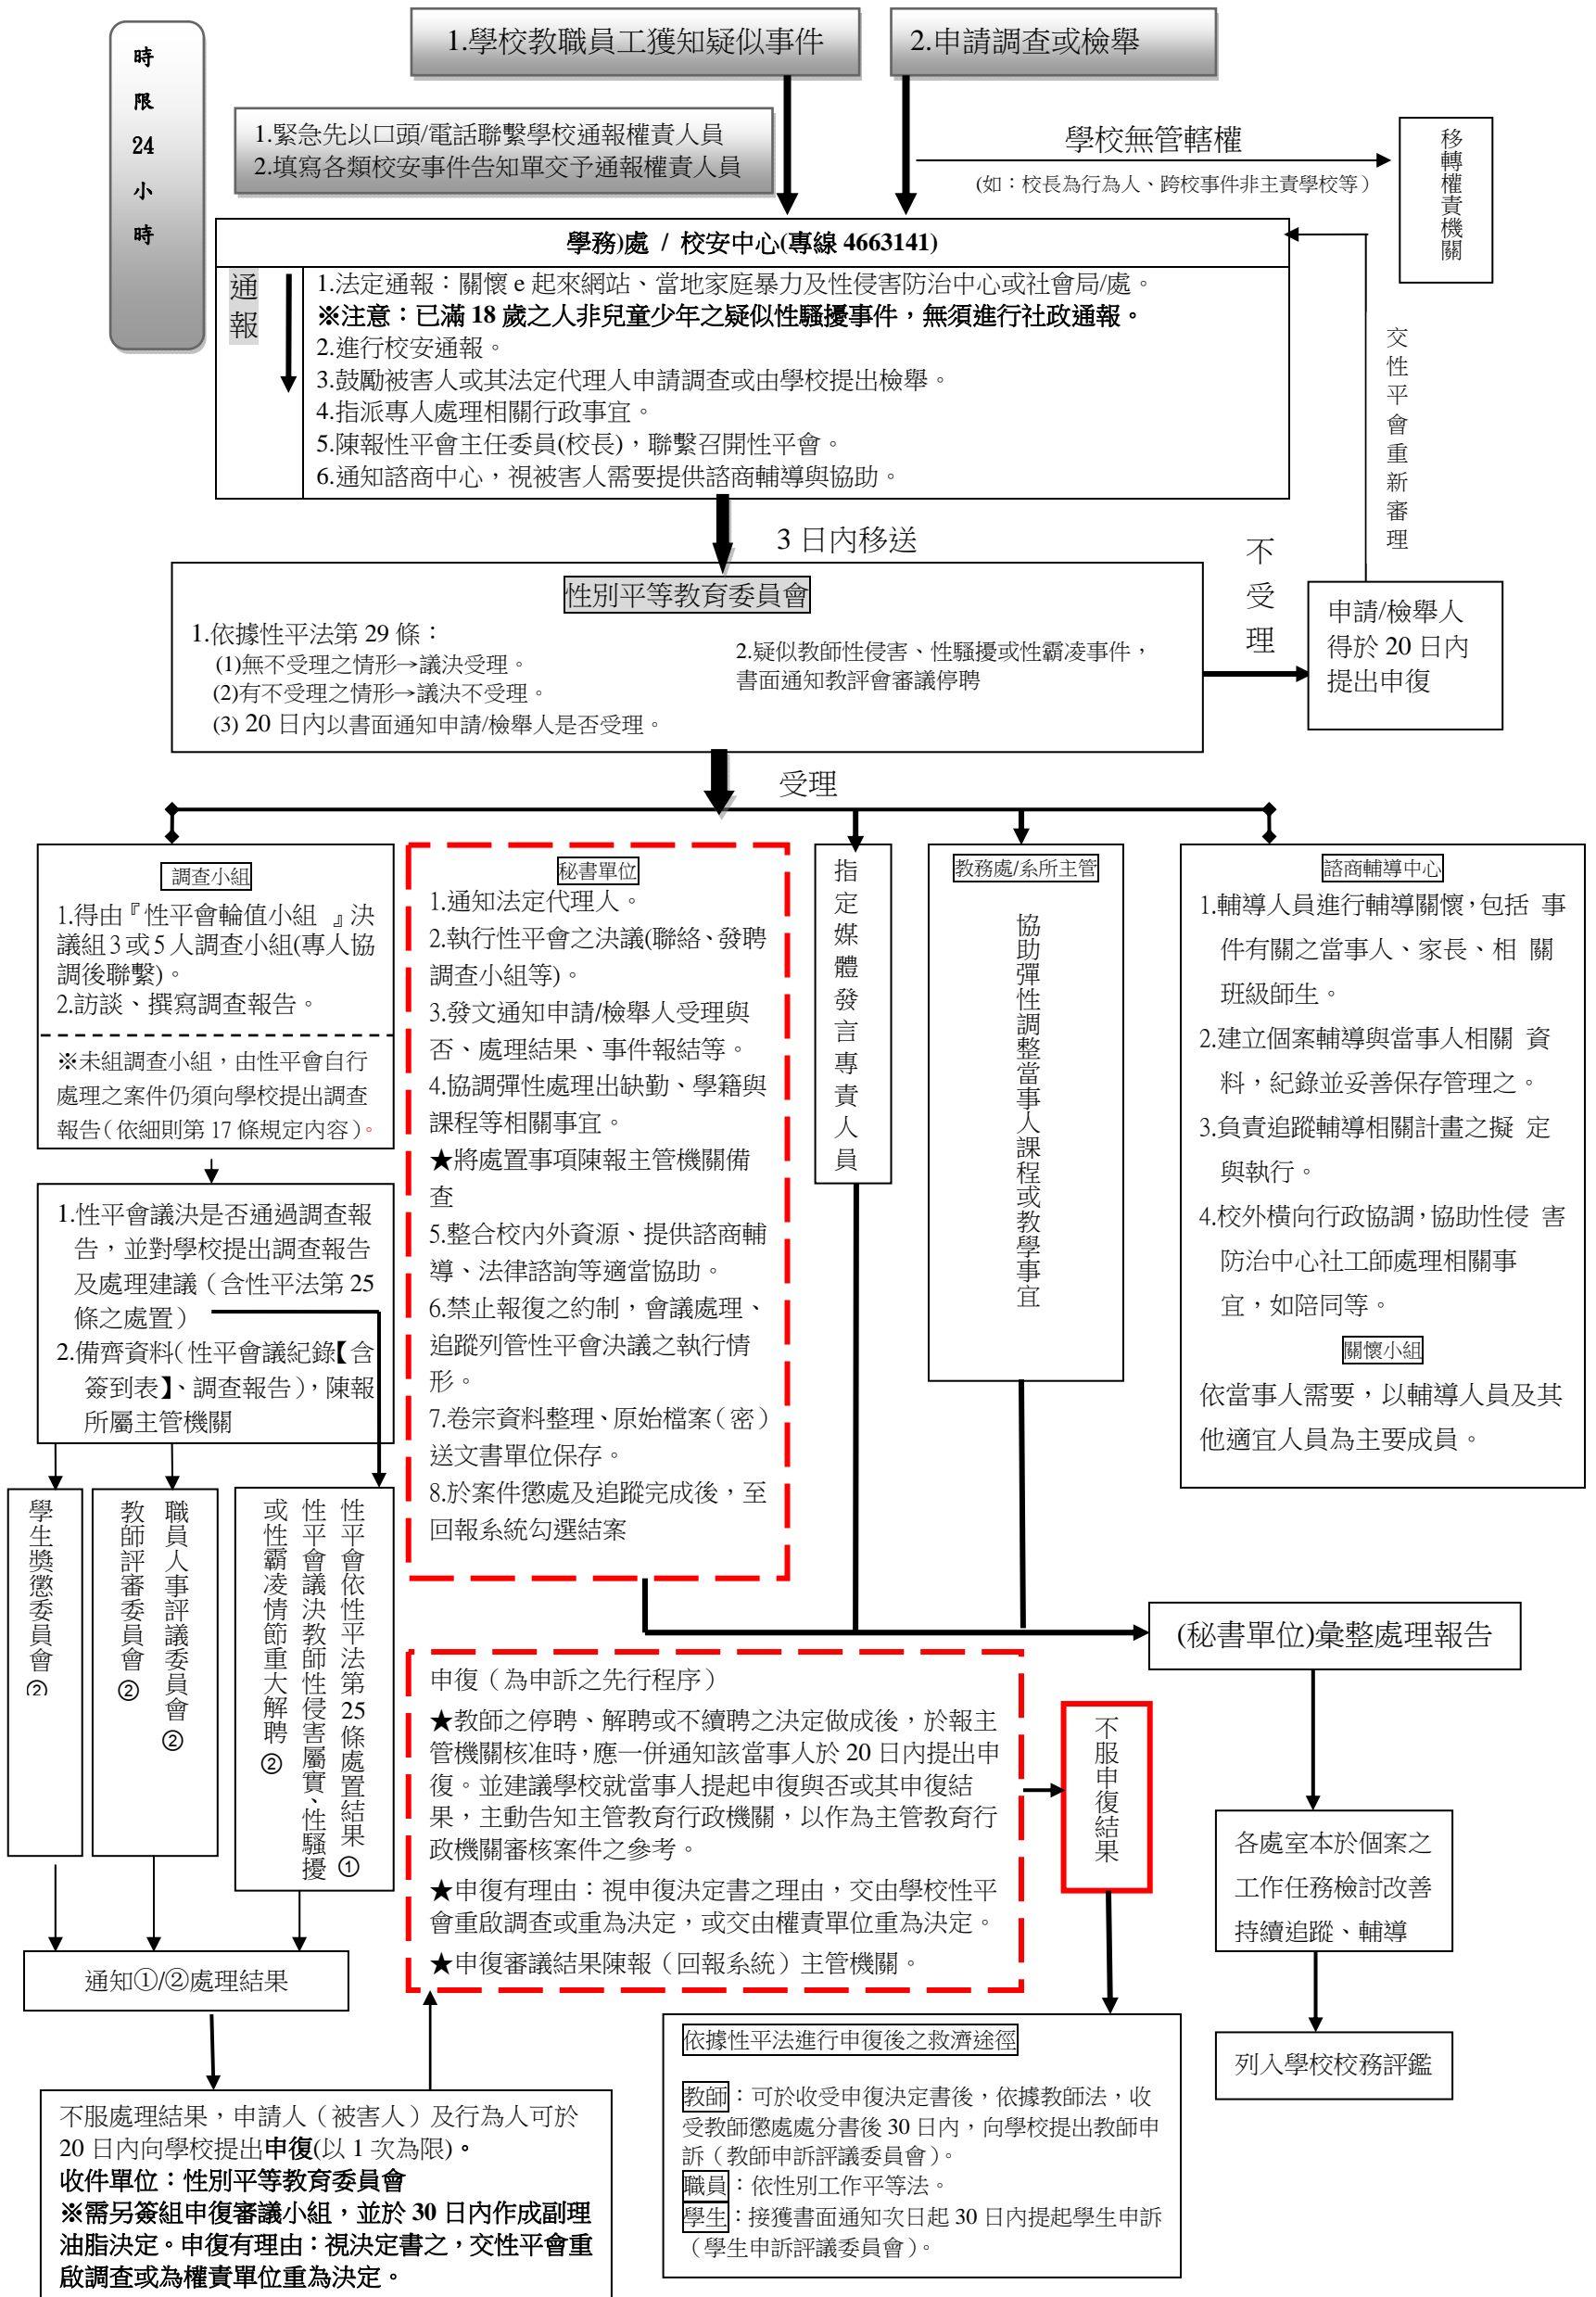 時
限
24
小
時
1.學校教職員工獲知疑似事件
2.申請調查或檢舉
1.緊急先以口頭/電話聯繫學校通報權責人員
2.填寫各類校安事件告知單交予通報權責人員
學校無管轄權
(如：校長為行為人、跨校事件非主責學校等）
移轉權責機關
學務)處 / 校安中心(專線 4663141)
通報
1.法定通報：關懷 e 起來網站、當地家庭暴力及性侵害防治中心或社會局/處。
※注意：已滿 18 歲之人非兒童少年之疑似性騷擾事件，無須進行社政通報。
2.進行校安通報。
3.鼓勵被害人或其法定代理人申請調查或由學校提出檢舉。
4.指派專人處理相關行政事宜。
5.陳報性平會主任委員(校長)，聯繫召開性平會。
6.通知諮商中心，視被害人需要提供諮商輔導與協助。
交性平會重新審理
3 日內移送
性別平等教育委員會
1.依據性平法第 29 條：
(1)無不受理之情形→議決受理。
(2)有不受理之情形→議決不受理。
(3) 20 日內以書面通知申請/檢舉人是否受理。
2.疑似教師性侵害、性騷擾或性霸凌事件，
書面通知教評會審議停聘
不受理
申請/檢舉人
得於 20 日內
提出申復
受理
調查小組
1.得由『性平會輪值小組 』決
議組 3 或 5 人調查小組(專人協
調後聯繫)。
2.訪談、撰寫調查報告。
※未組調查小組，由性平會自行
處理之案件仍須向學校提出調查
報告（依細則第 17 條規定內容）。
1.性平會議決是否通過調查報
告，並對學校提出調查報告
及處理建議（含性平法第 25
條之處置）
2.備齊資料（性平會議紀錄【含
簽到表】、調查報告），陳報
所屬主管機關
學生獎懲委員會②
職員人事評議委員會②
教師評審委員會②
性平會依性平法第25條處置結果①
性平會議決教師性侵害屬實、性騷擾
或性霸凌情節重大解聘②
通知①/②處理結果
不服處理結果，申請人（被害人）及行為人可於
20 日內向學校提出申復(以 1 次為限)。
收件單位：性別平等教育委員會
※需另簽組申復審議小組，並於 30 日內作成副理
油脂決定。申復有理由：視決定書之，交性平會重
啟調查或為權責單位重為決定。
秘書單位
1.通知法定代理人。
2.執行性平會之決議(聯絡、發聘
調查小組等)。
3.發文通知申請/檢舉人受理與
否、處理結果、事件報結等。
4.協調彈性處理出缺勤、學籍與
課程等相關事宜。
★將處置事項陳報主管機關備
查
5.整合校內外資源、提供諮商輔
導、法律諮詢等適當協助。
6.禁止報復之約制，會議處理、
追蹤列管性平會決議之執行情
形。
7.卷宗資料整理、原始檔案（密）
送文書單位保存。
8.於案件懲處及追蹤完成後，至
回報系統勾選結案
指定媒體發言專責人員
教務處/系所主管
協助彈性調整當事人課程或教學事宜
諮商輔導中心
1.輔導人員進行輔導關懷，包括 事
件有關之當事人、家長、相 關
班級師生。
2.建立個案輔導與當事人相關 資
料，紀錄並妥善保存管理之。
3.負責追蹤輔導相關計畫之擬 定
與執行。
4.校外橫向行政協調，協助性侵 害
防治中心社工師處理相關事
宜，如陪同等。
關懷小組
依當事人需要，以輔導人員及其
他適宜人員為主要成員。
(秘書單位)彙整處理報告
各處室本於個案之
工作任務檢討改善
持續追蹤、輔導
列入學校校務評鑑
申復（為申訴之先行程序）
★教師之停聘、解聘或不續聘之決定做成後，於報主
管機關核准時，應一併通知該當事人於 20 日內提出申
復。並建議學校就當事人提起申復與否或其申復結
果，主動告知主管教育行政機關，以作為主管教育行
政機關審核案件之參考。
★申復有理由：視申復決定書之理由，交由學校性平
會重啟調查或重為決定，或交由權責單位重為決定。
★申復審議結果陳報（回報系統）主管機關。
不服申復結果
依據性平法進行申復後之救濟途徑
教師：可於收受申復決定書後，依據教師法，收
受教師懲處處分書後 30 日內，向學校提出教師申
訴（教師申訴評議委員會）。
職員：依性別工作平等法。
學生：接獲書面通知次日起 30 日內提起學生申訴
（學生申訴評議委員會）。